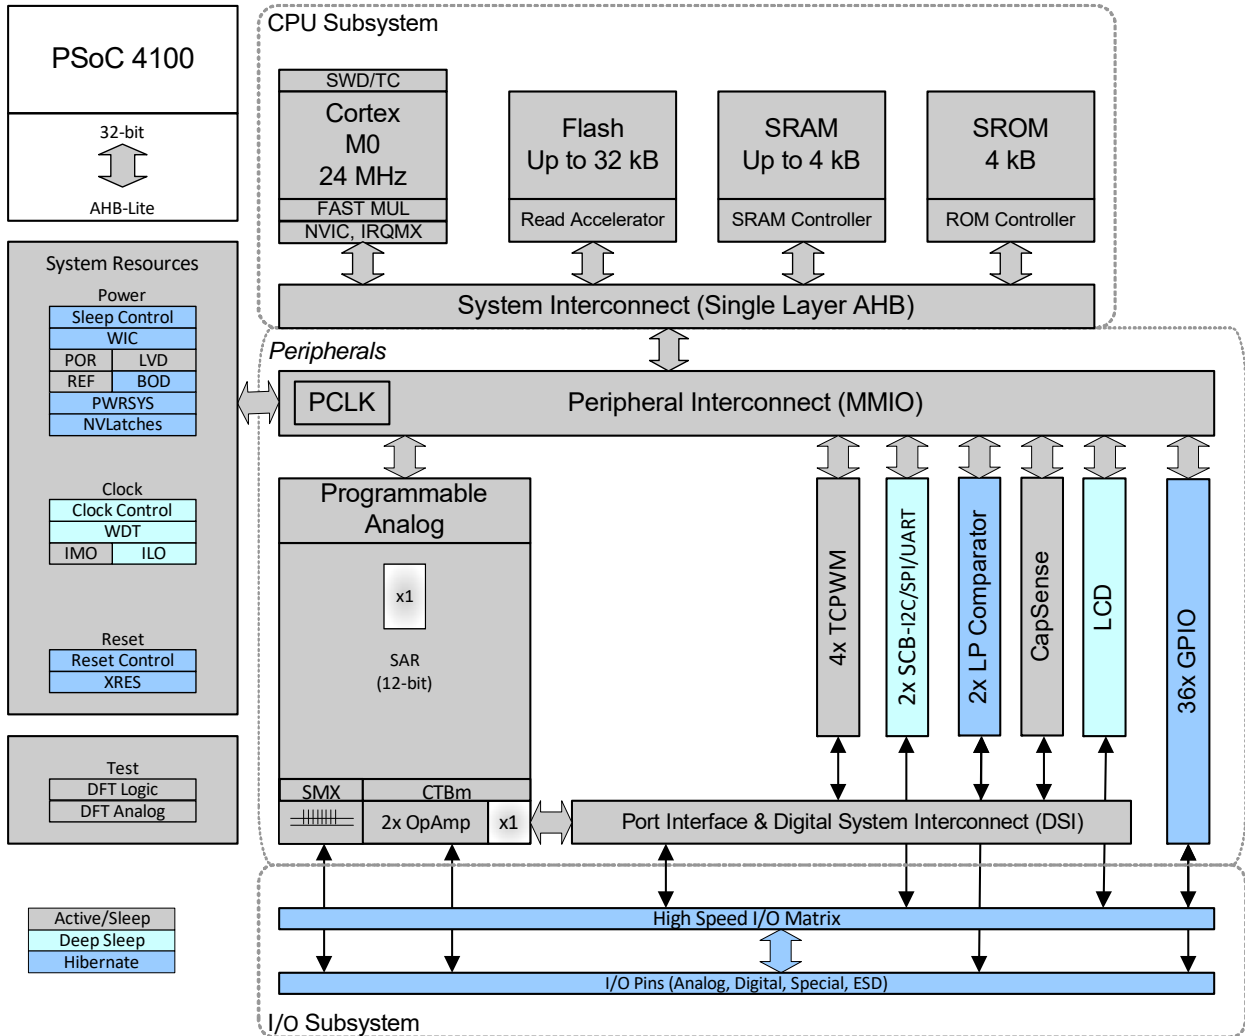 PSoC 4100
32-bit
AHB-Lite
CPU Subsystem
SWD/TC
Cortex
M0
24 MHz
FAST MUL
NVIC, IRQMX
Flash
Up to 32 kB
Read Accelerator
SRAM
Up to 4 kB
SRAM Controller
SROM
4 kB
ROM Controller
System Interconnect (Single Layer AHB)
System Resources
Power
Sleep Control
WIC
POR LVD
REF BOD
PWRSYS
NVLatches
Clock
Clock Control
WDT
IMO ILO
Reset
Reset Control
XRES
Test
DFT Logic
DFT Analog
Peripherals
PCLK
Peripheral Interconnect (MMIO)
Programmable
Analog
x1
SAR
(12-bit)
SMX
CTBm
2x OpAmp
x1
4x TCPWM
2x SCB-I2C/SPI/UART
2x LP Comparator
CapSense
LCD
36x GPIO
Port Interface & Digital System Interconnect (DSI)
High Speed I/O Matrix
I/O Pins (Analog, Digital, Special, ESD)
I/O Subsystem
Active/Sleep
Deep Sleep
Hibernate